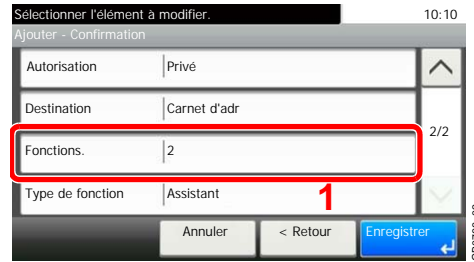 Sélectionner l'élément à modifier. 10:10
Ajouter - Confirmation
Autorisation Privé
Destination Carnet d'adr
2/2
Fonctions. 2
Type de fonction Assistant
1
Annuler < Retour Enregistrer